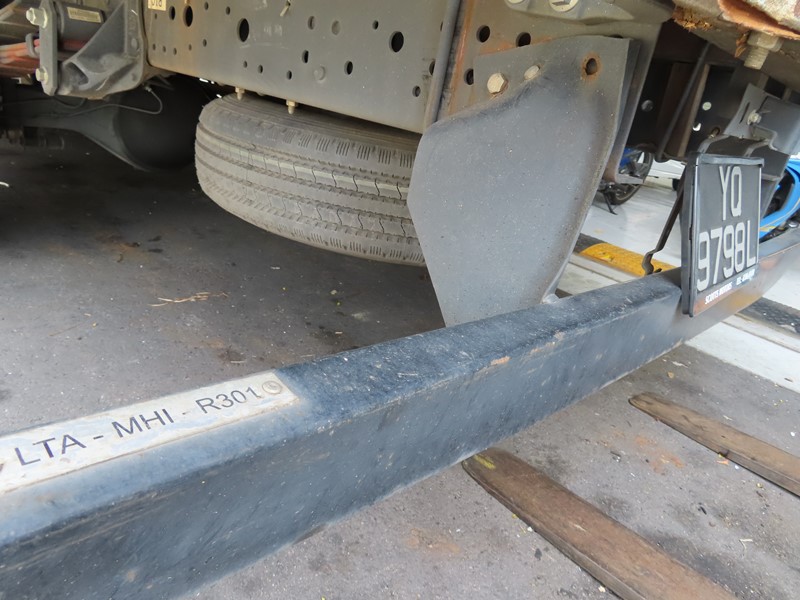 LTA - MHI - R301
YQ
9798L